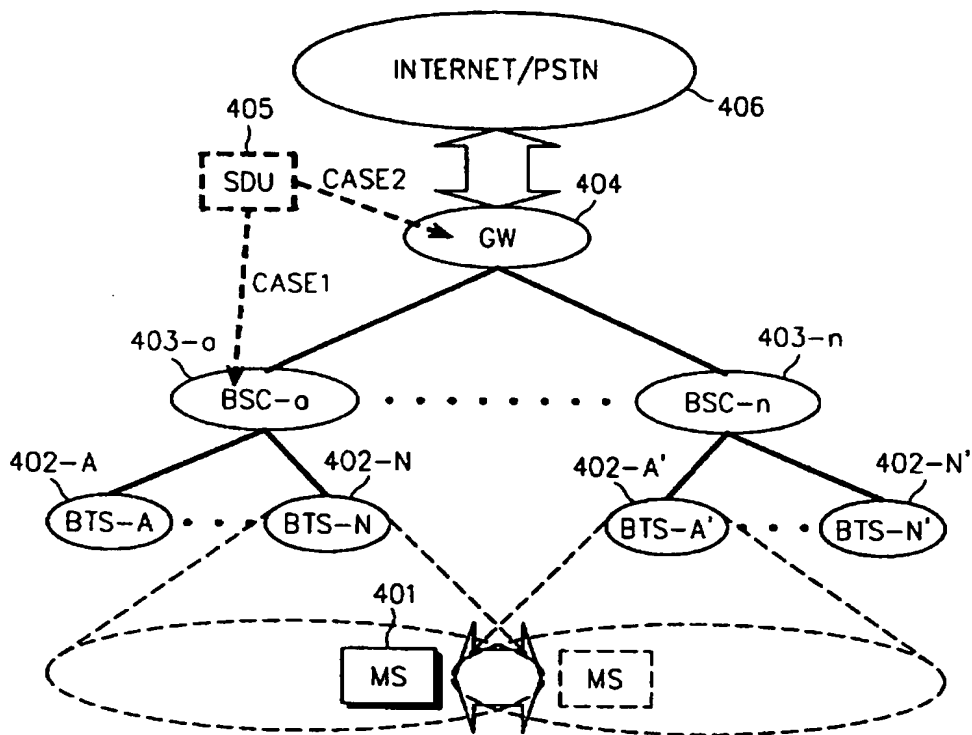 INTERNET/PSTN
406
405
SDU
CASE2
404
GW
CASE1
403-a
403-n
BSC-a
BSC-n
402-A
402-N
402-A'
402-N'
BTS-A
BTS-N
BTS-A'
BTS-N'
401
MS
MS